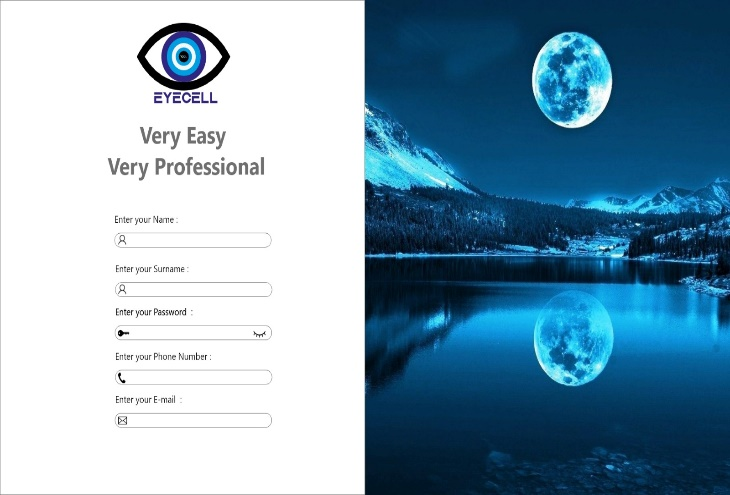 EYECELL
Very Easy
Very Professional
Enter your Name :
Enter your Surname :
Enter your Password :
Enter your Phone Number :
Enter your E-mail :